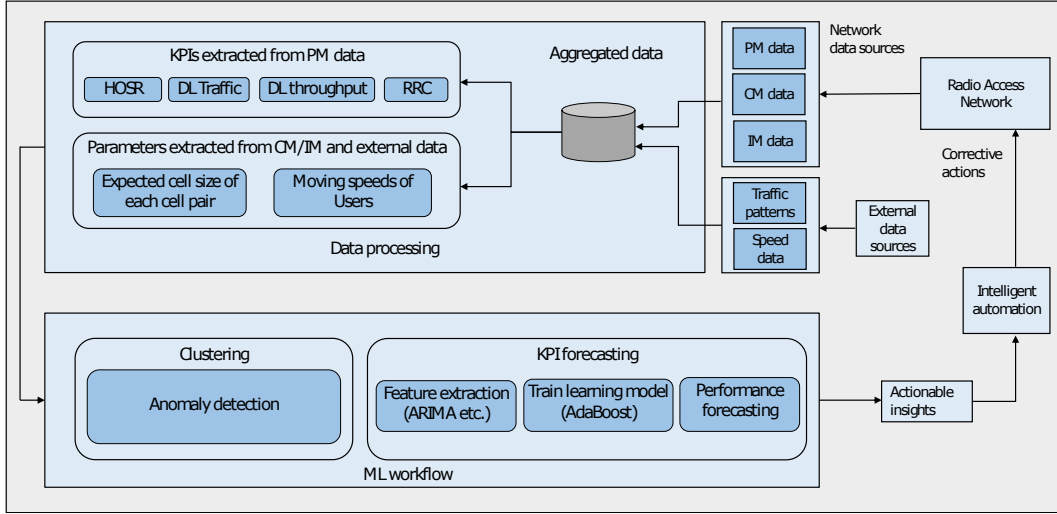 KPIs extracted from PM data
HOSR
DL Traffic
DL throughput
RRC
Parameters extracted from CM/IM and external data
Expected cell size of
each cell pair
Moving speeds of
Users
Aggregated data
Data processing
PM data
CM data
IM data
Network
data sources
Traffic
patterns
Speed
data
External
data
sources
Radio Access
Network
Corrective
actions
Intelligent
automation
Clustering
Anomaly detection
KPI forecasting
Feature extraction
(ARIMA etc.)
Train learning model
(AdaBoost)
Performance
forecasting
ML workflow
Actionable
insights